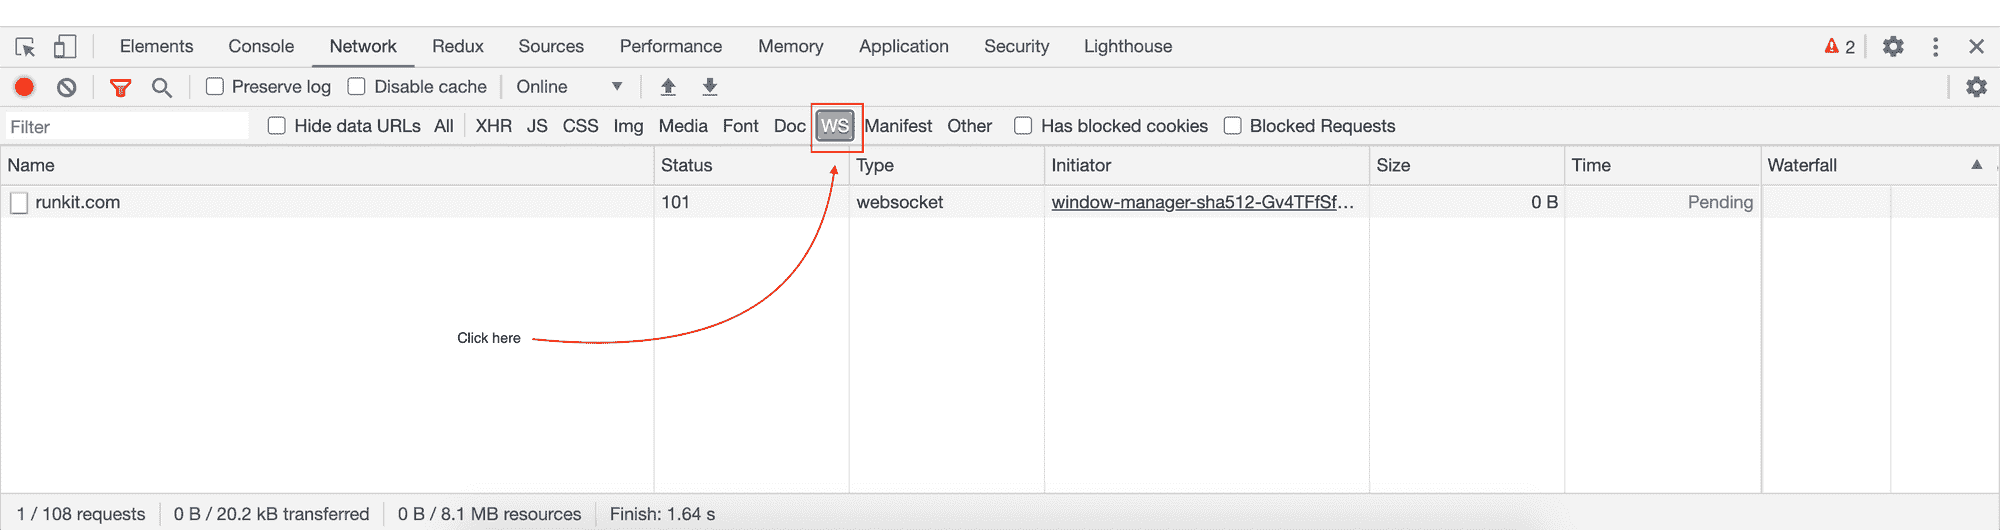 Elements Console Network Redux Sources Performance Memory Application Security Lighthouse 2
Preserve log Disable cache Online
Filter Hide data URLs All XHR JS CSS Img Media Font Doc WS Manifest Other Has blocked cookies Blocked Requests
Name Status Type Initiator Size Time Waterfall
runkit.com 101 websocket window-manager-sha512-Gv4TFfSf... 0 B Pending
Click here
1 / 108 requests 0 B / 20.2 kB transferred 0 B / 8.1 MB resources Finish: 1.64 s